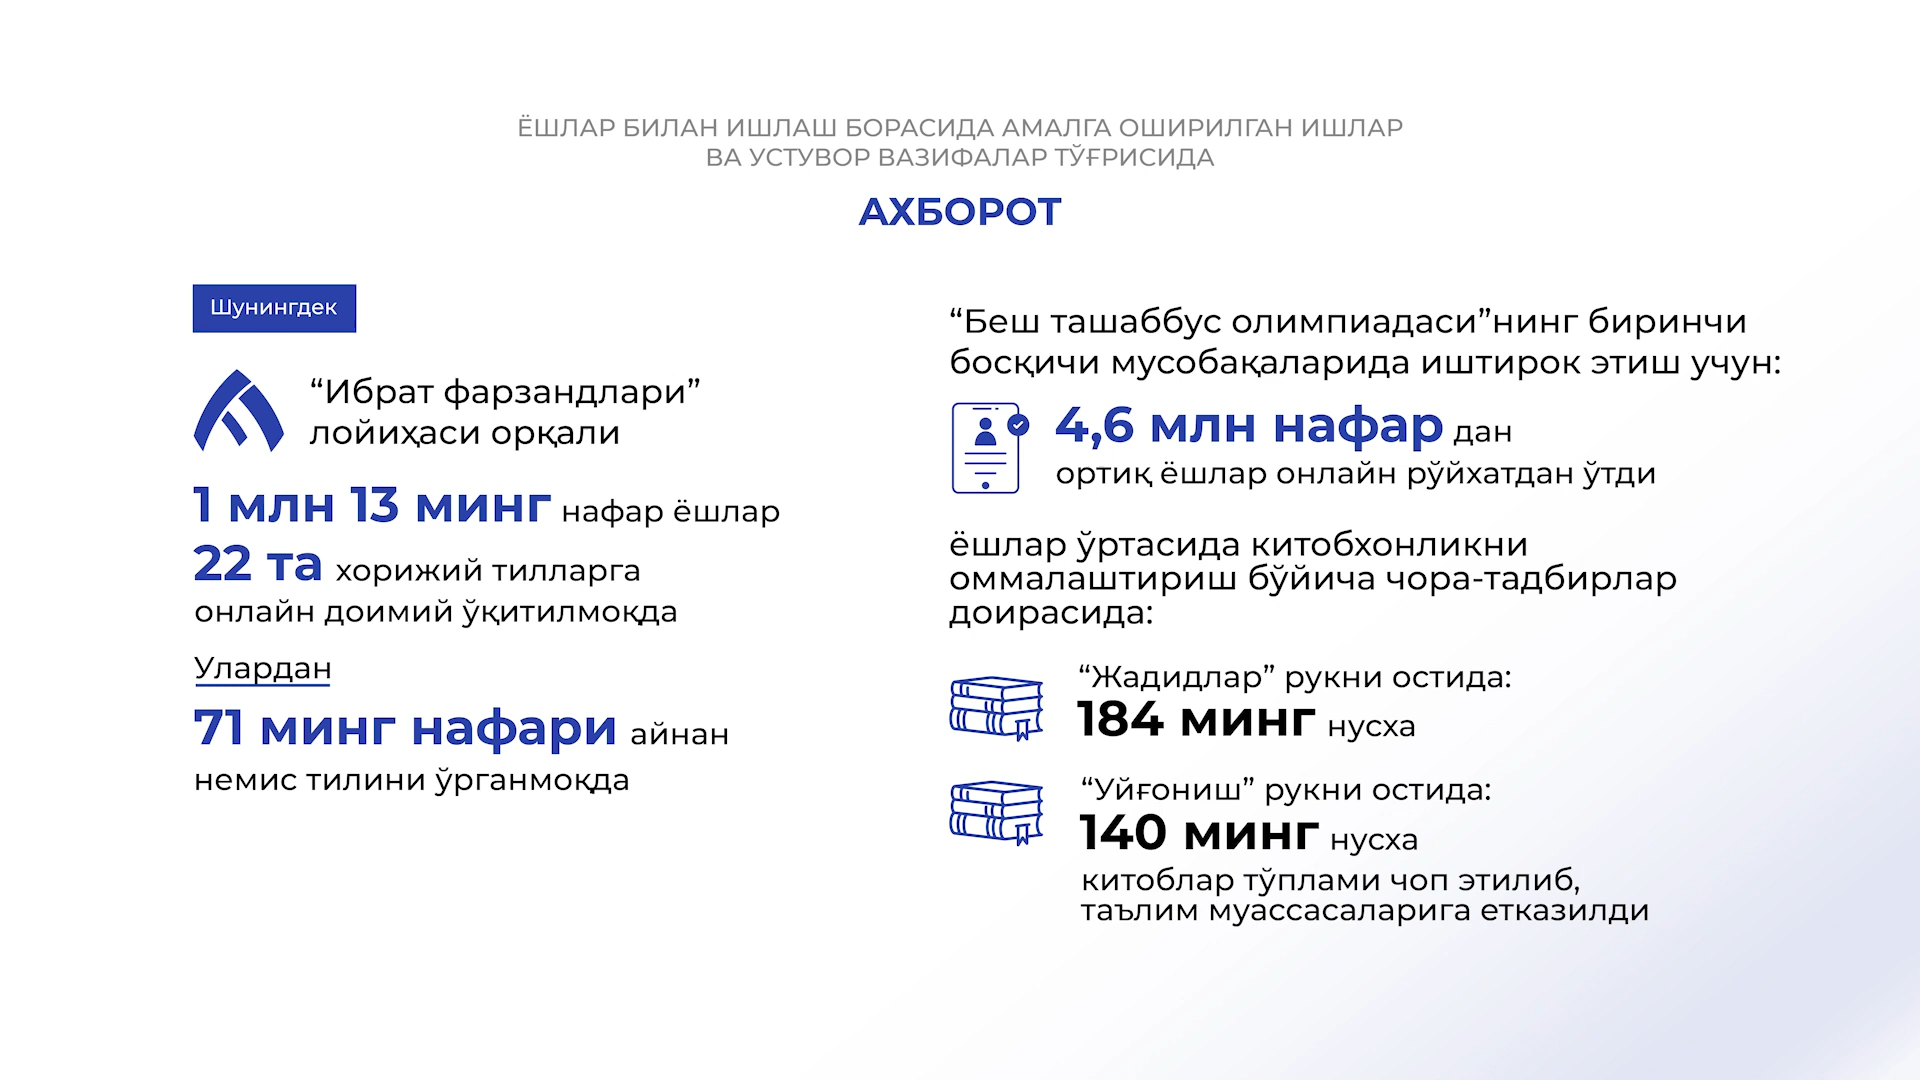 ЁШЛАР БИЛАН ИШЛАШ БОРАСИДА АМАЛГА ОШИРИЛГАН ИШЛАР
ВА УСТУВОР ВАЗИФАЛАР ТЎҒРИСИДА
АХБОРОТ
Шунингдек
“Ибрат фарзандлари”
лойиҳаси орқали
1 млн 13 минг нафар ёшлар
22 та хорижий тилларга
онлайн доимий ўқитилмоқда
Улардан
71 минг нафари айнан
немис тилини ўрганмоқда
“Беш ташаббус олимпиадаси”нинг биринчи
босқичи мусобақаларида иштирок этиш учун:
4,6 млн нафар дан
ортиқ ёшлар онлайн рўйхатдан ўтди
ёшлар ўртасида китобхонликни
оммалаштириш бўйича чора-тадбирлар
доирасида:
“Жадидлар” рукни остида:
184 минг нусха
“Уйғониш” рукни остида:
140 минг нусха
китоблар тўплами чоп этилиб,
таълим муассасаларига етказилди